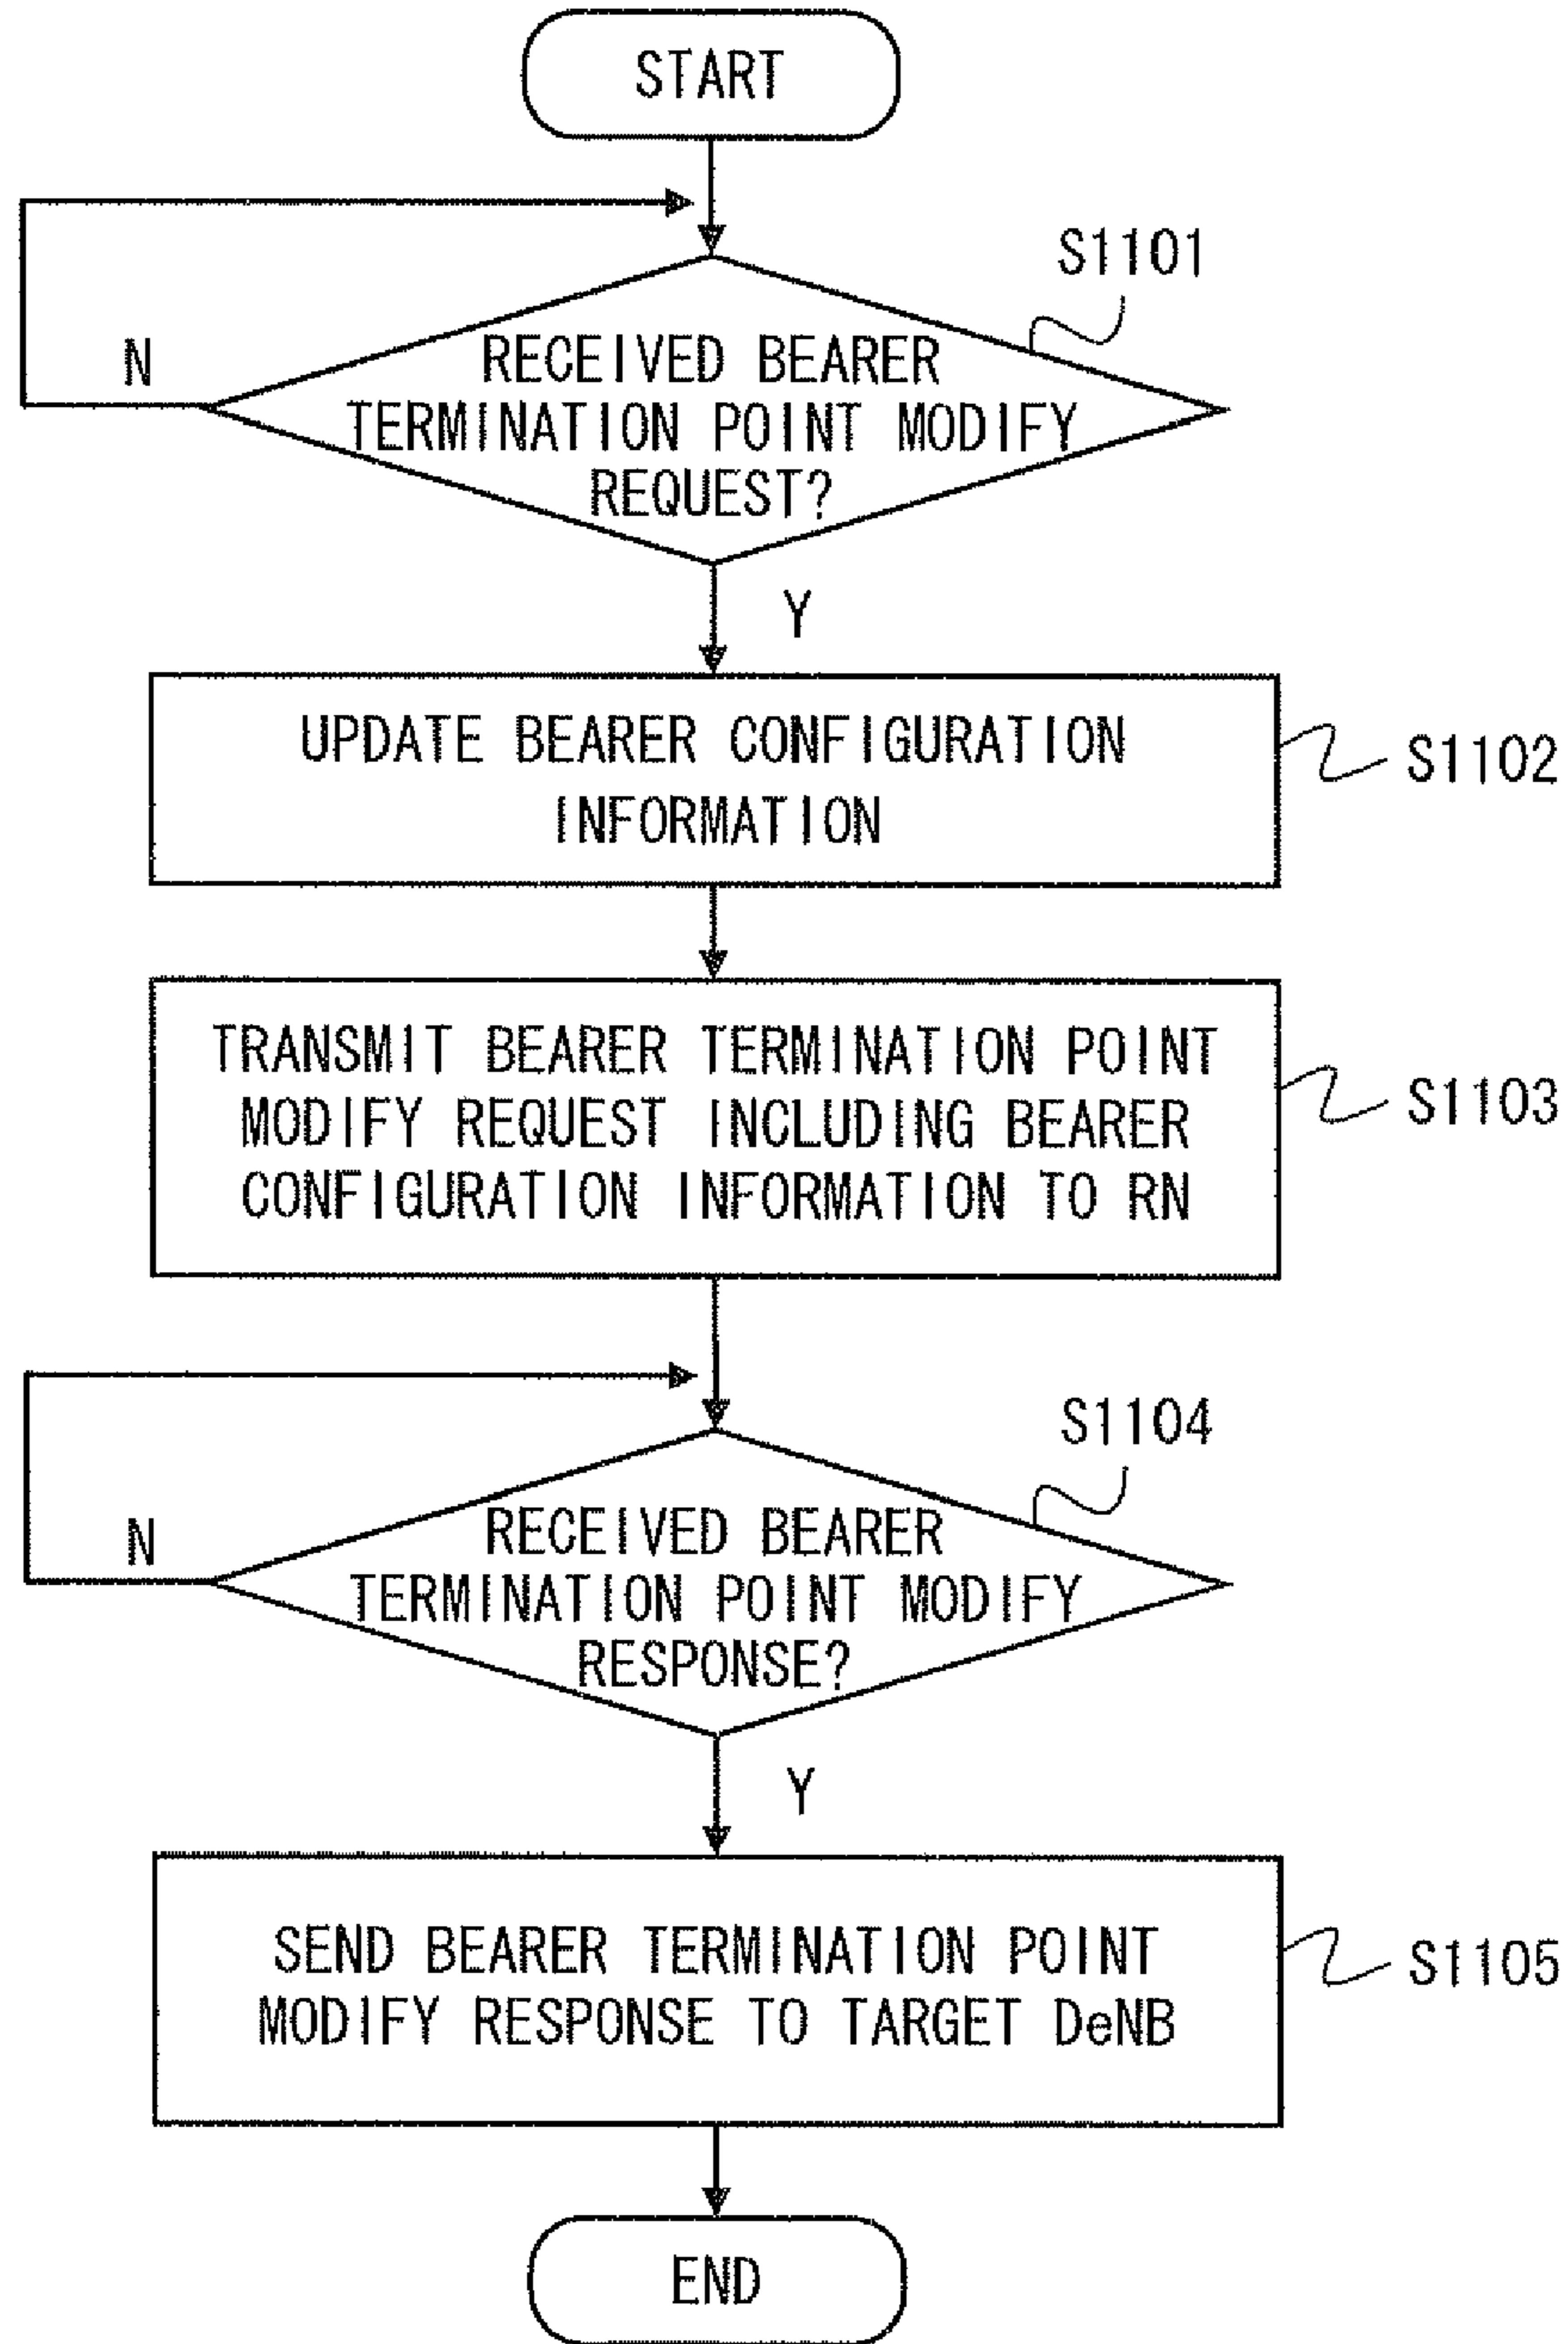 START
S1101
N
RECEIVED BEARER
TERMINATION POINT MODIFY
REQUEST?
Y
UPDATE BEARER CONFIGURATION
INFORMATION
S1102
TRANSMIT BEARER TERMINATION POINT
MODIFY REQUEST INCLUDING BEARER
CONFIGURATION INFORMATION TO RN
S1103
S1104
N
RECEIVED BEARER
TERMINATION POINT MODIFY
RESPONSE?
Y
SEND BEARER TERMINATION POINT
MODIFY RESPONSE TO TARGET DeNB
S1105
END